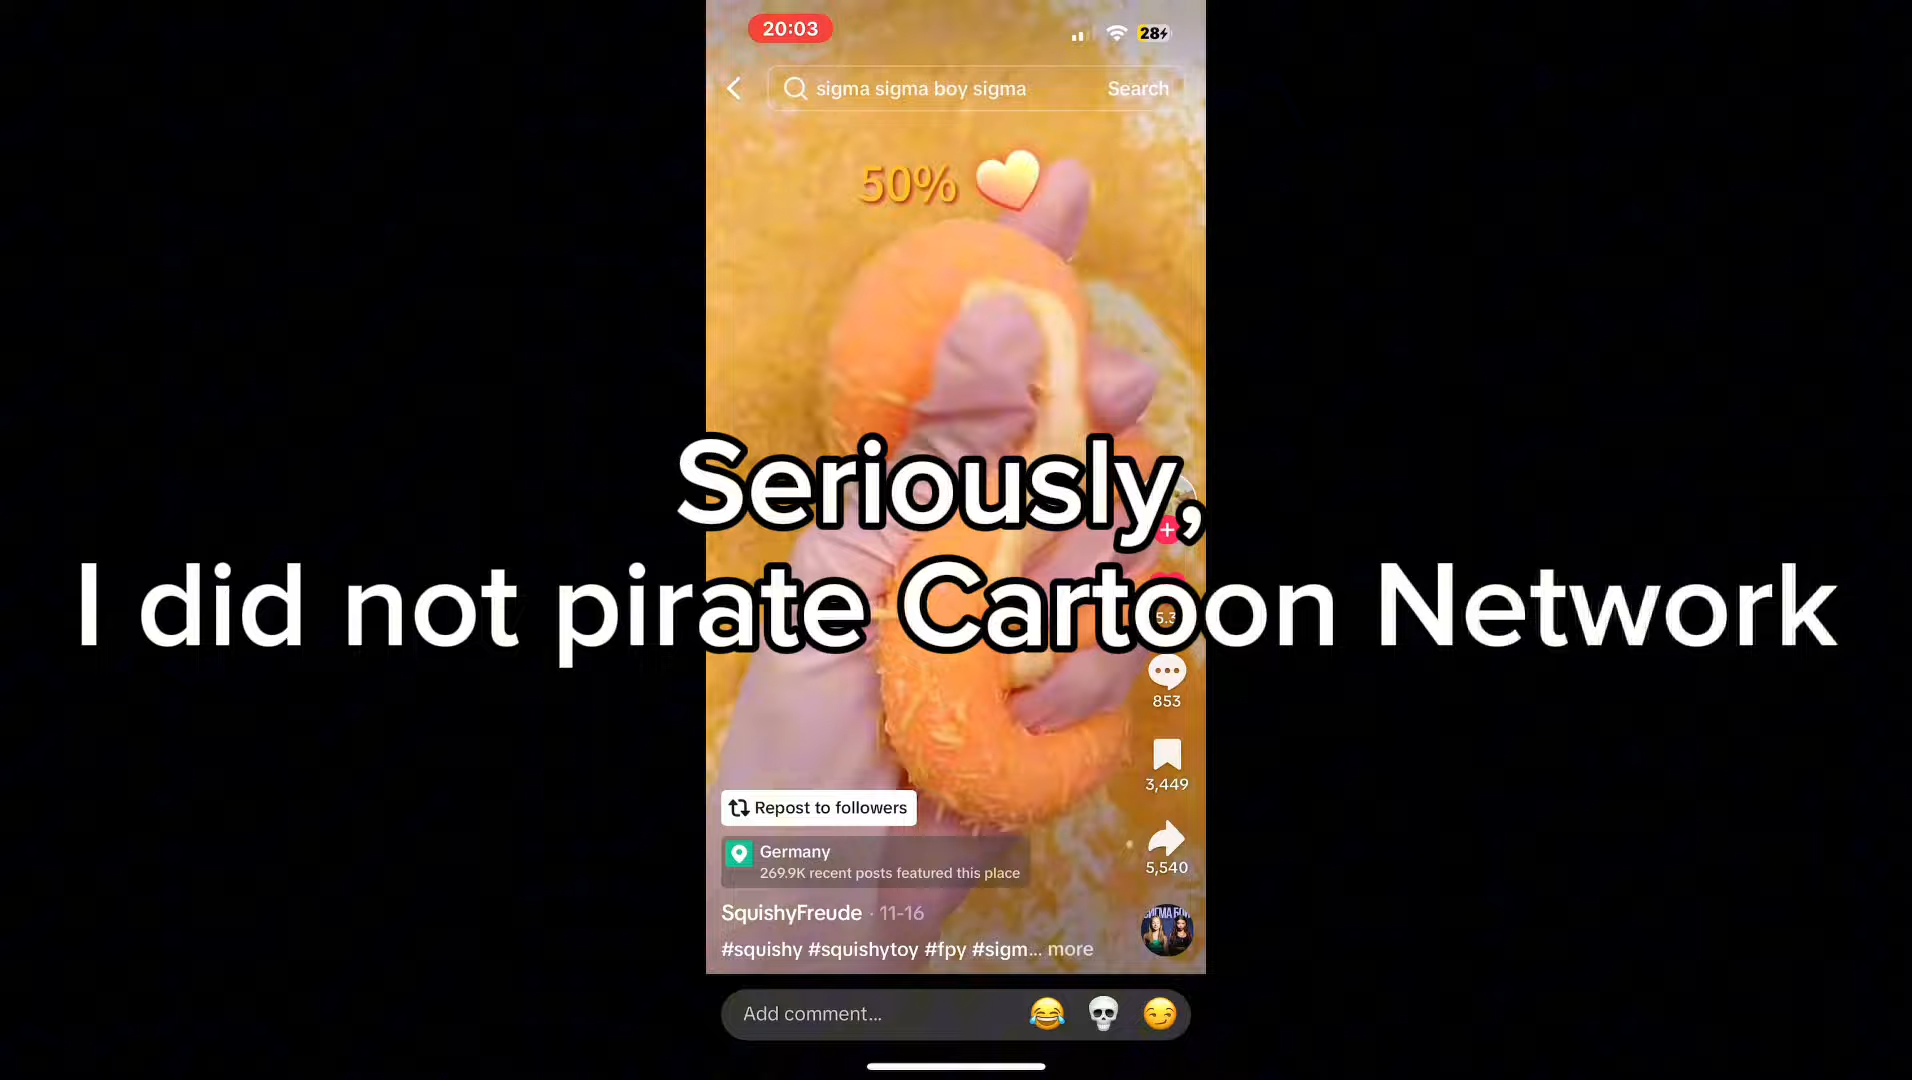 20:03
28
sigma sigma boy sigma
Search
50%
Seriously,
I did not pirate Cartoon Network
5.3
853
3,449
Repost to followers
Germany
269.9K recent posts featured this place
5,540
SquishyFreude · 11-16
#squishy #squishytoy #fpy #sigm... more
Add comment...